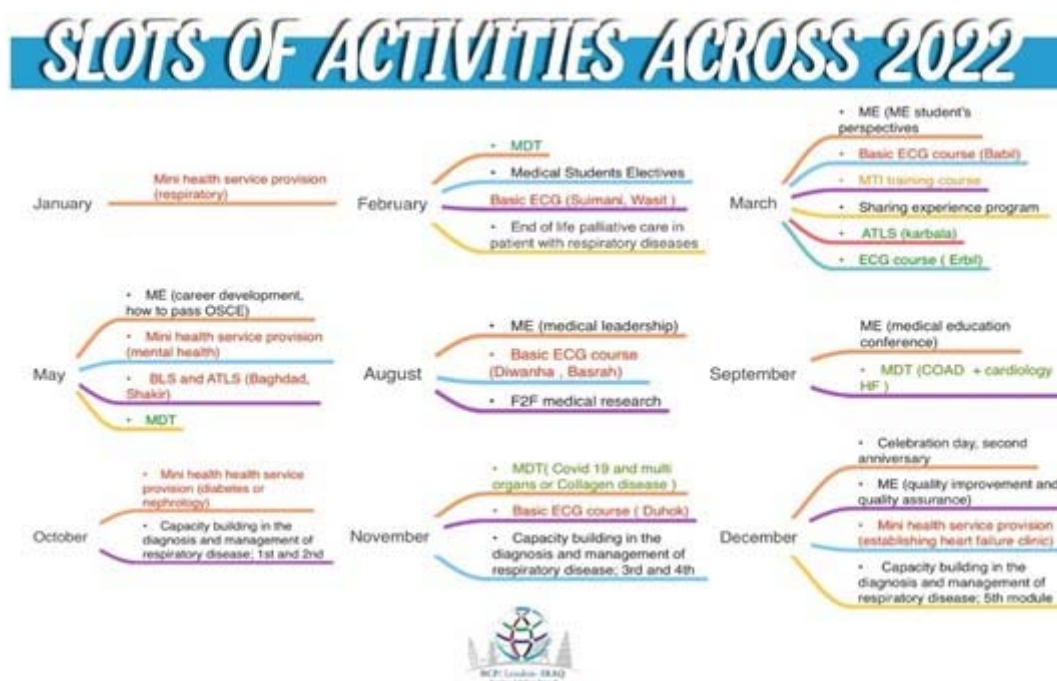 SLOTS OF ACTIVITIES ACROSS 2022
January
Mini health service provision
(respiratory)
February
• MDT
• Medical Students Electives
Basic ECG (Suimani, Wasit )
• End of life palliative care in
patient with respiratory diseases
March
• ME (ME student's
perspectives
• Basic ECG course (Babil)
• MTI training course
• Sharing experience program
• ATLS (karbala)
• ECG course ( Erbil)
May
• ME (career development,
how to pass OSCE)
• Mini health service provision
(mental health)
• BLS and ATLS (Baghdad,
Shakir)
• MDT
August
• ME (medical leadership)
• Basic ECG course
(Diwanha , Basrah)
• F2F medical research
September
ME (medical education
conference)
• MDT (COAD + cardiology
HF )
October
• Mini health health service
provision (diabetes or
nephrology)
• Capacity building in the
diagnosis and management
of respiratory disease; 1st and 2nd
November
• MDT( Covid 19 and multi
organs or Collagen disease )
• Basic ECG course ( Duhok)
• Capacity building in the
diagnosis and management of
respiratory disease; 3rd and 4th
December
• Celebration day, second
anniversary
• ME (quality improvement and
quality assurance)
• Mini health service provision
(establishing heart failure clinic)
• Capacity building in the
diagnosis and management of
respiratory disease; 5th module
RCP: London- IRAQ